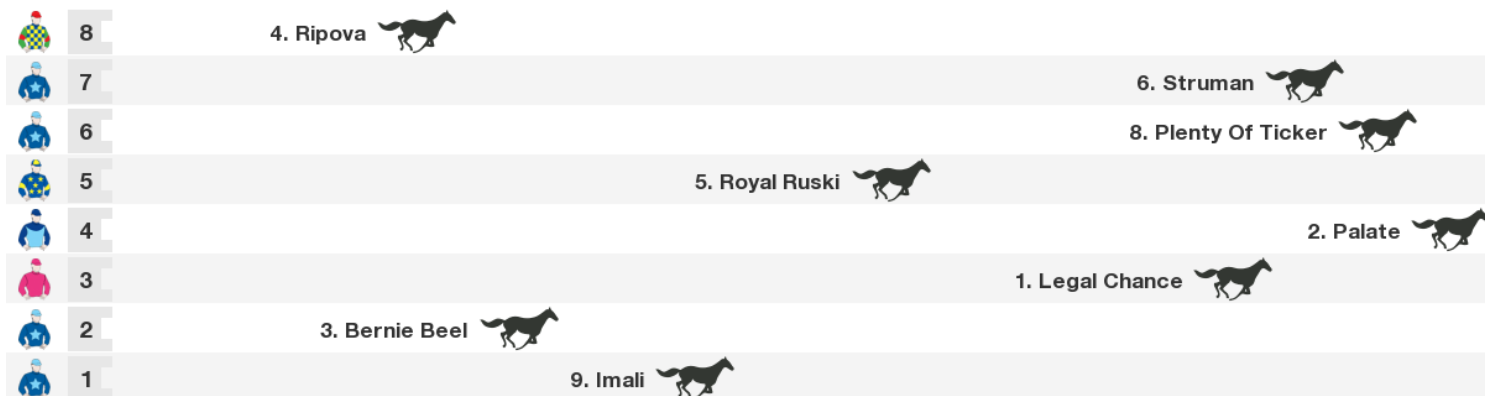 8 4. Ripova
7 6. Struman
6 8. Plenty Of Ticker
5 5. Royal Ruski
4 2. Palate
3 1. Legal Chance
2 3. Bernie Beel
1 9. Imali